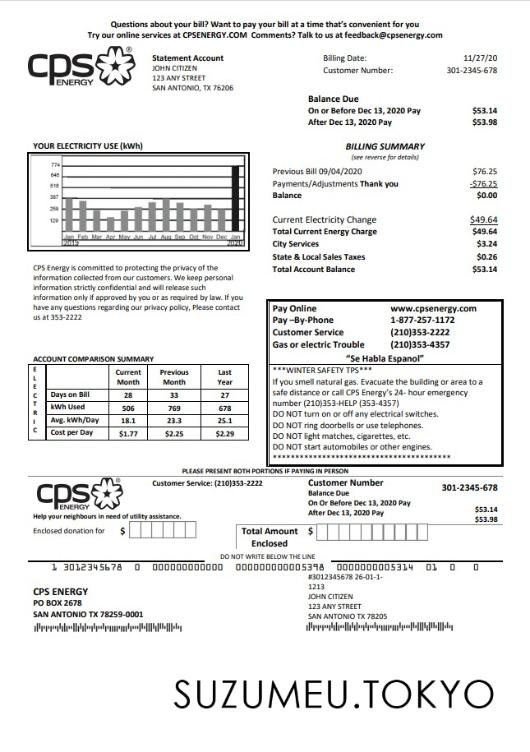 Questions about your bill? Want to pay your bill at a time that's convenient for you
Try our online services at CPSENERGY.COM Comments? Talk to us at feedback@cpsenergy.com
cps
ENERGY
Statement Account
JOHN CITIZEN
123 ANY STREET
SAN ANTONIO, TX 76206
Billing Date: 11/27/20
Customer Number: 301-2345-678
Balance Due
On Or Before Dec 13, 2020 Pay $53.14
After Dec 13, 2020 Pay $53.98
YOUR ELECTRICITY USE (kWh)
774
645
516
387
258
129
Jan Feb Mar Apr May Jun Jul Aug Sep Oct Nov Dec Jan
2019 2020
BILLING SUMMARY
(see reverse for details)
Previous Bill 09/04/2020 $76.25
Payments/Adjustments Thank you -$76.25
Balance $0.00
Current Electricity Change $49.64
Total Current Energy Charge $49.64
City Services $3.24
State & Local Sales Taxes $0.26
Total Account Balance $53.14
CPS Energy is committed to protecting the privacy of the
information collected from our customers. We keep personal
information strictly confidential and will release such
information only if approved by you or as required by law. If you
have any questions regarding our privacy policy, Please contact
us at 353-2222
Pay Online www.cpsenergy.com
Pay –By-Phone 1-877-257-1172
Customer Service (210)353-2222
Gas or electric Trouble (210)353-4357
"Se Habla Espanol"
***WINTER SAFETY TPS***
If you smell natural gas. Evacuate the building or area to a
safe distance or call CPS Energy's 24- hour emergency
number (210)353-HELP (353-4357)
DO NOT turn on or off any electrical switches.
DO NOT ring doorbells or use telephones.
DO NOT light matches, cigarettes, etc.
DO NOT start automobiles or other engines.
ACCOUNT COMPARISON SUMMARY
ELECTRIC
Current Month Previous Month Last Year
Days on Bill 28 33 27
kWh Used 506 769 678
Avg. kWh/Day 18.1 23.3 25.1
Cost per Day $1.77 $2.25 $2.29
PLEASE PRESENT BOTH PORTIONS IF PAYING IN PERSON
cps
ENERGY
Customer Service: (210)353-2222
Customer Number 301-2345-678
Balance Due
On Or Before Dec 13, 2020 Pay $53.14
After Dec 13, 2020 Pay $53.98
Help your neighbours in need of utility assistance.
Enclosed donation for $
Total Amount Enclosed $
DO NOT WRITE BELOW THE LINE
1 3012345678 0 000000000000 0000000000005398 0000000000005314 01 0 0
#3012345678 26-01-1-
1213
JOHN CITIZEN
123 ANY STREET
SAN ANTONIO TX 78205
CPS ENERGY
PO BOX 2678
SAN ANTONIO TX 78259-0001
SUZUMEU.TOKYO